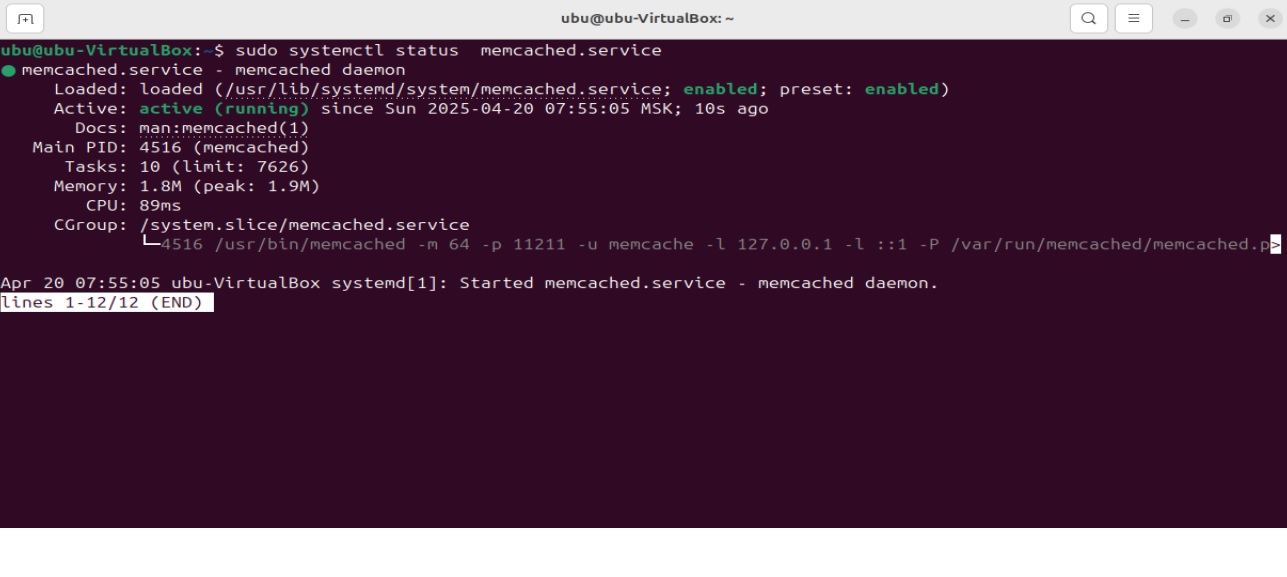 ubu@ubu-VirtualBox: ~
ubu@ubu-VirtualBox:~$ sudo systemctl status  memcached.service
● memcached.service - memcached daemon
     Loaded: loaded (/usr/lib/systemd/system/memcached.service; enabled; preset: enabled)
     Active: active (running) since Sun 2025-04-20 07:55:05 MSK; 10s ago
       Docs: man:memcached(1)
   Main PID: 4516 (memcached)
      Tasks: 10 (limit: 7626)
     Memory: 1.8M (peak: 1.9M)
        CPU: 89ms
     CGroup: /system.slice/memcached.service
             └─4516 /usr/bin/memcached -m 64 -p 11211 -u memcache -l 127.0.0.1 -l ::1 -P /var/run/memcached/memcached.p>
Apr 20 07:55:05 ubu-VirtualBox systemd[1]: Started memcached.service - memcached daemon.
lines 1-12/12 (END)